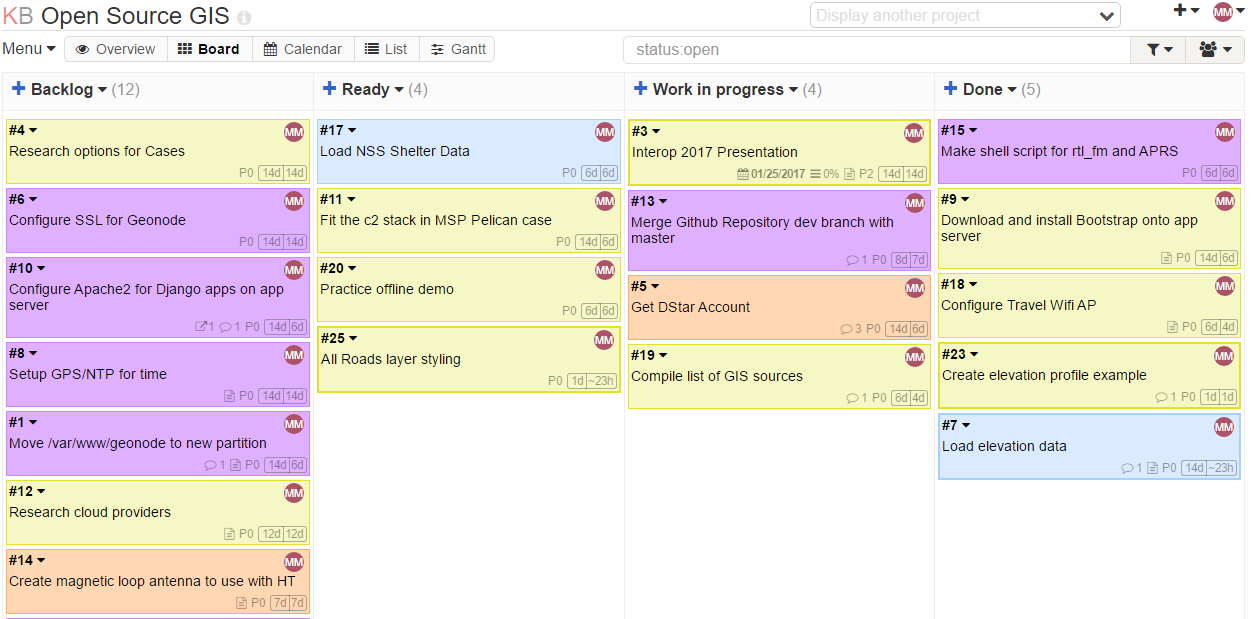 KB Open Source GIS
Display another project
MM
Menu
Overview
Board
Calendar
List
Gantt
status:open
Backlog (12)
#4
MM
Research options for Cases
P0 14d 14d
#6
MM
Configure SSL for Geonode
P0 14d 14d
#10
MM
Configure Apache2 for Django apps on app
server
1 1 P0 14d 6d
#8
MM
Setup GPS/NTP for time
P0 14d 14d
#1
MM
Move /var/www/geonode to new partition
1 P0 14d 6d
#12
MM
Research cloud providers
P0 12d 12d
#14
MM
Create magnetic loop antenna to use with HT
P0 7d 7d
Ready (4)
#17
MM
Load NSS Shelter Data
P0 6d 6d
#11
MM
Fit the c2 stack in MSP Pelican case
P0 14d 6d
#20
MM
Practice offline demo
P0 6d 6d
#25
MM
All Roads layer styling
P0 1d ~23h
Work in progress (4)
#3
MM
Interop 2017 Presentation
01/25/2017 0% P2 14d 14d
#13
MM
Merge Github Repository dev branch with
master
1 P0 8d 7d
#5
MM
Get DStar Account
3 P0 14d 6d
#19
MM
Compile list of GIS sources
1 P0 6d 4d
Done (5)
#15
MM
Make shell script for rtl_fm and APRS
P0 6d 6d
#9
MM
Download and install Bootstrap onto app
server
P0 14d 6d
#18
MM
Configure Travel Wifi AP
P0 6d 4d
#23
MM
Create elevation profile example
1 P0 1d 1d
#7
MM
Load elevation data
1 P0 14d ~23h